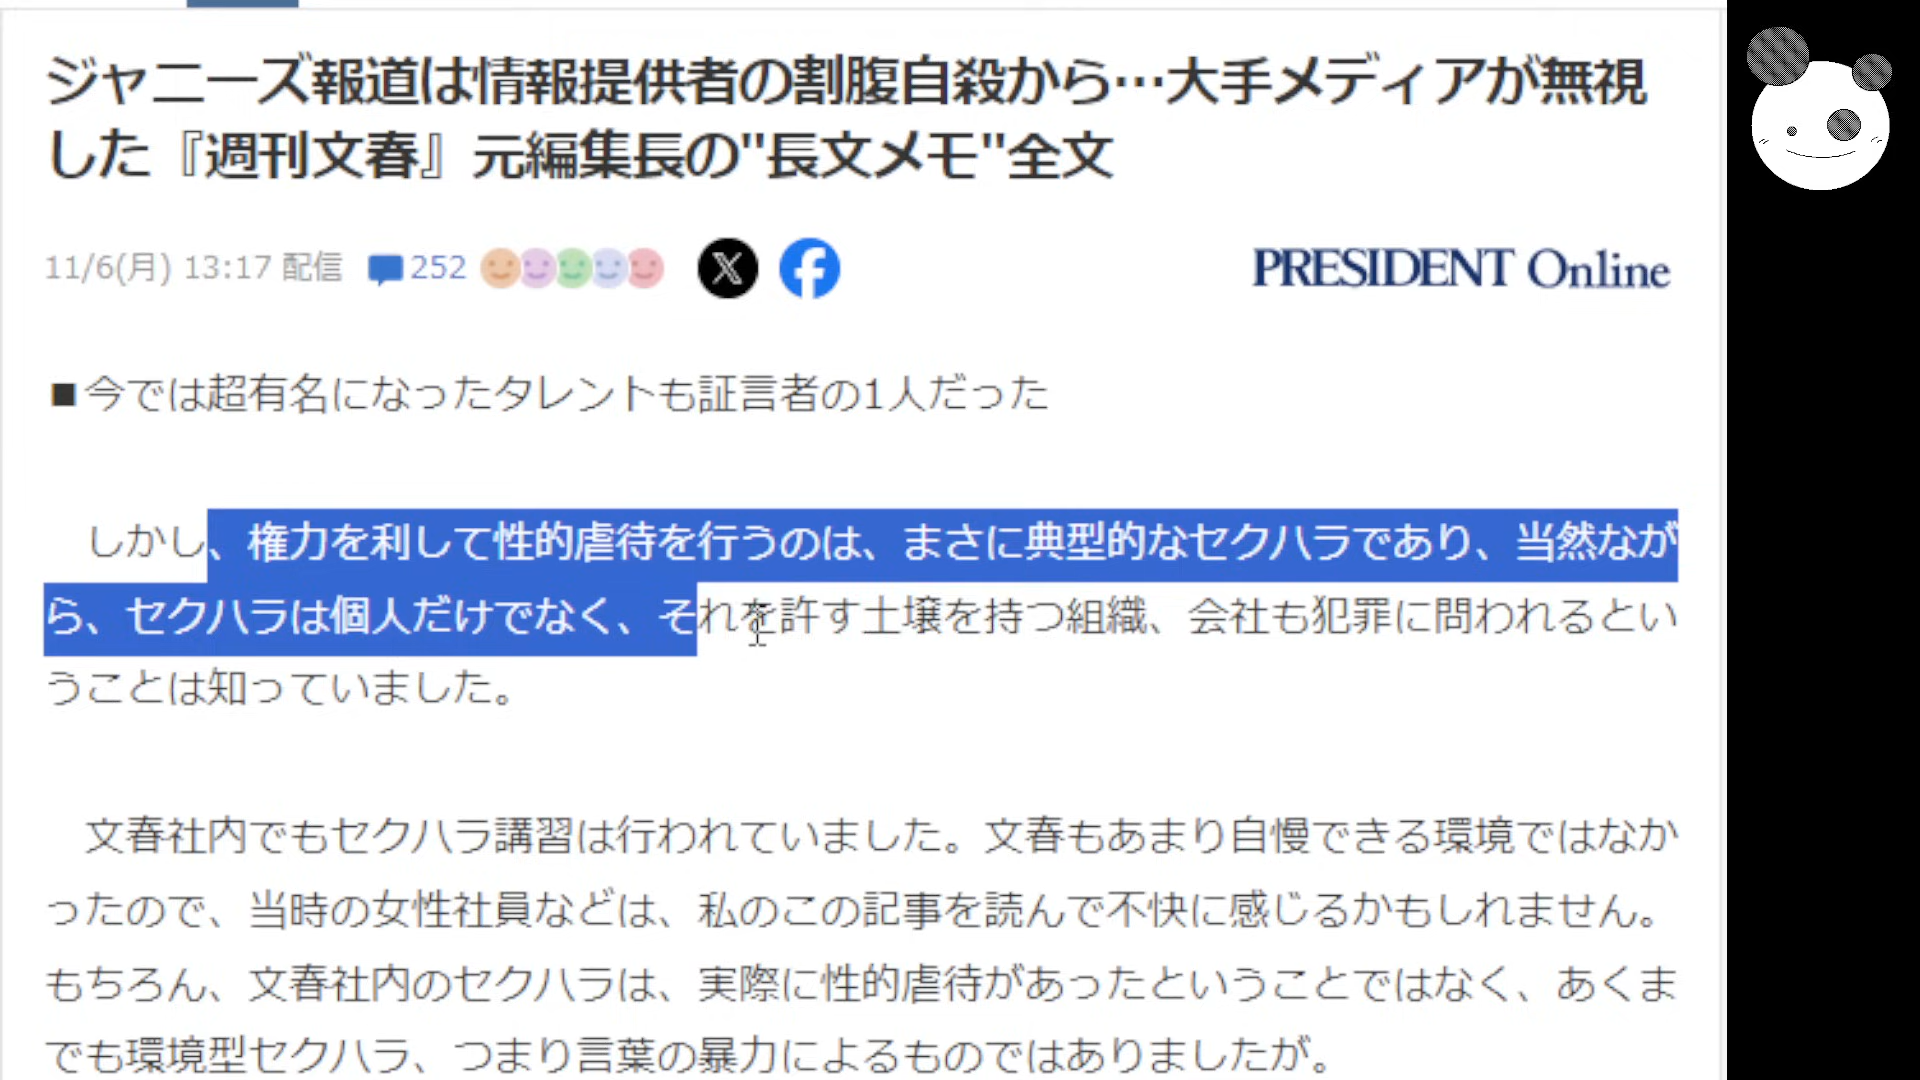 ジャニーズ報道は情報提供者の割腹自殺から…大手メディアが無視
した『週刊文春』元編集長の"長文メモ"全文
11/6(月) 13:17 配信 252 PRESIDENT Online
■今では超有名になったタレントも証言者の1人だった
しかし、権力を利して性的虐待を行うのは、まさに典型的なセクハラであり、当然なが
ら、セクハラは個人だけでなく、それを許す土壌を持つ組織、会社も犯罪に問われるとい
うことは知っていました。
文春社内でもセクハラ講習は行われていました。文春もあまり自慢できる環境ではなか
ったので、当時の女性社員などは、私のこの記事を読んで不快に感じるかもしれません。
もちろん、文春社内のセクハラは、実際に性的虐待があったということではなく、あくま
でも環境型セクハラ、つまり言葉の暴力によるものではありましたが。